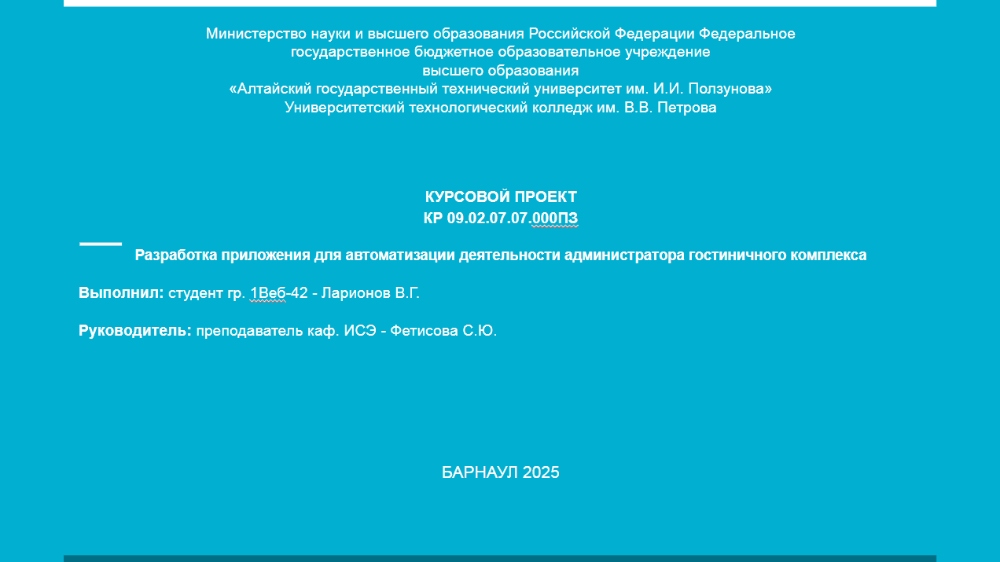 Министерство науки и высшего образования Российской Федерации Федеральное
государственное бюджетное образовательное учреждение
высшего образования
«Алтайский государственный технический университет им. И.И. Ползунова»
Университетский технологический колледж им. В.В. Петрова
КУРСОВОЙ ПРОЕКТ
КР 09.02.07.07.000ПЗ
Разработка приложения для автоматизации деятельности администратора гостиничного комплекса
Выполнил: студент гр. 1Веб-42 - Ларионов В.Г.
Руководитель: преподаватель каф. ИСЭ - Фетисова С.Ю.
БАРНАУЛ 2025